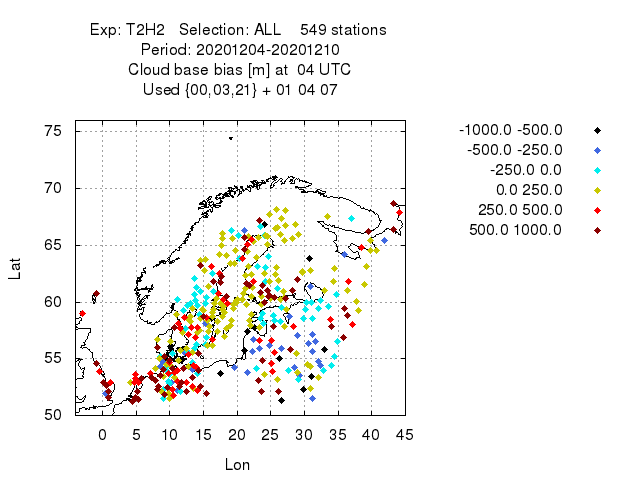 Exp: T2H2   Selection: ALL    549 stations
Period: 20201204-20201210
Cloud base bias [m] at  04 UTC
Used {00,03,21} + 01 04 07
-1000.0 -500.0
-500.0 -250.0
-250.0 0.0
0.0 250.0
250.0 500.0
500.0 1000.0
75
70
65
60
55
50
Lat
0 5 10 15 20 25 30 35 40 45
Lon